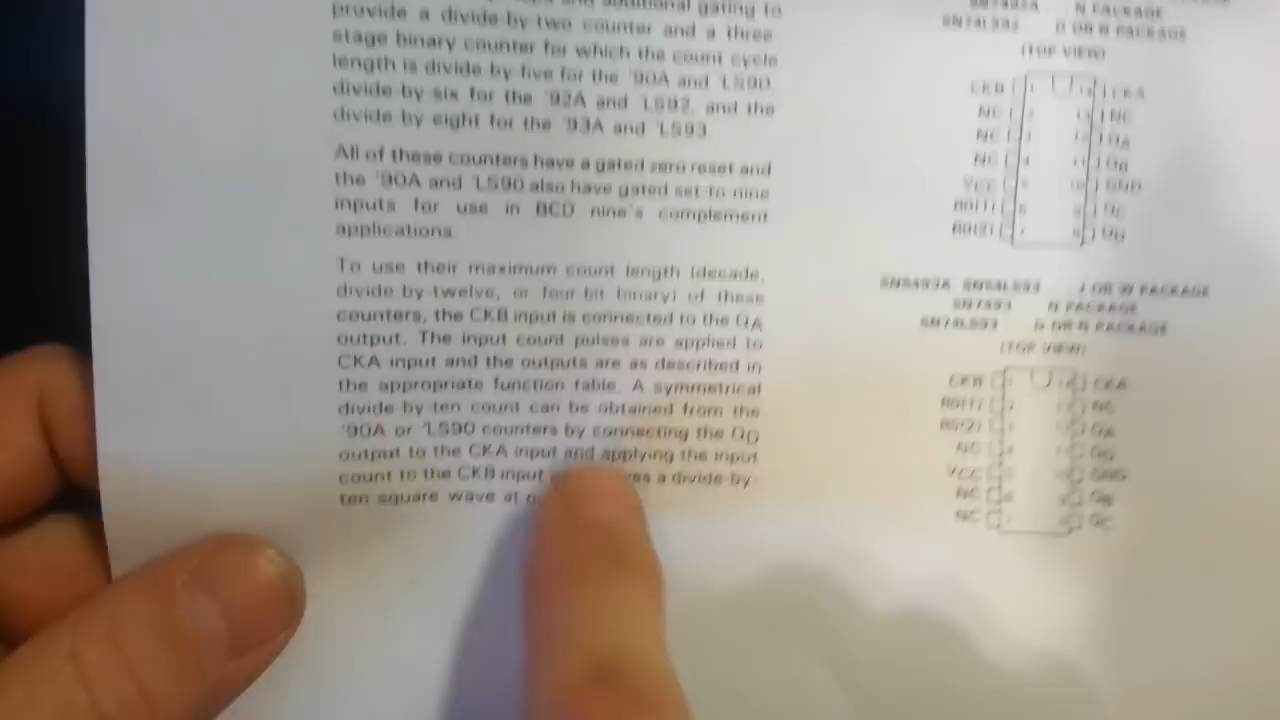 additional gating to
provide a divide-by-two counter and a three-
stage binary counter for which the count cycle
length is divide-by-five for the '90A and 'LS90,
divide-by-six for the '92A and 'LS92, and the
divide-by-eight for the '93A and 'LS93.
All of these counters have a gated zero reset and
the '90A and 'LS90 also have gated set-to-nine
inputs for use in BCD nine's complement
applications.
To use their maximum count length (decade,
divide-by-twelve, or four-bit binary) of these
counters, the CKB input is connected to the QA
output. The input count pulses are applied to
CKA input and the outputs are as described in
the appropriate function table. A symmetrical
divide-by-ten count can be obtained from the
'90A or 'LS90 counters by connecting the QD
output to the CKA input and applying the input
count to the CKB input a divide-by-
ten square wave at
N PACKAGE
SN74LS92 D OR N PACKAGE
(TOP VIEW)
CKB CKA
NC NC
NC QA
NC QB
VCC GND
R0(1) QC
R0(2) QD
SN5493A, SN54LS93 J OR W PACKAGE
SN7493 N PACKAGE
SN74LS93 D OR N PACKAGE
(TOP VIEW)
CKB CKA
R0(1) NC
R0(2) QA
NC QD
VCC GND
NC QB
NC QC